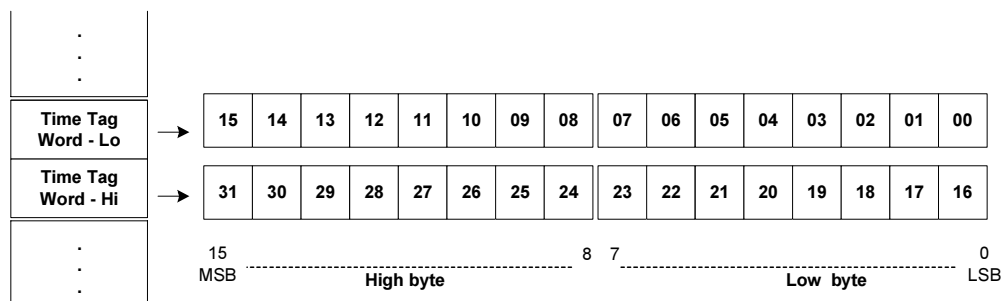 .
.
.
Time Tag
Word - Lo
15 14 13 12 11 10 09 08 07 06 05 04 03 02 01 00
Time Tag
Word - Hi
31 30 29 28 27 26 25 24 23 22 21 20 19 18 17 16
.
.
.
15 8 7 0
MSB High byte Low byte LSB